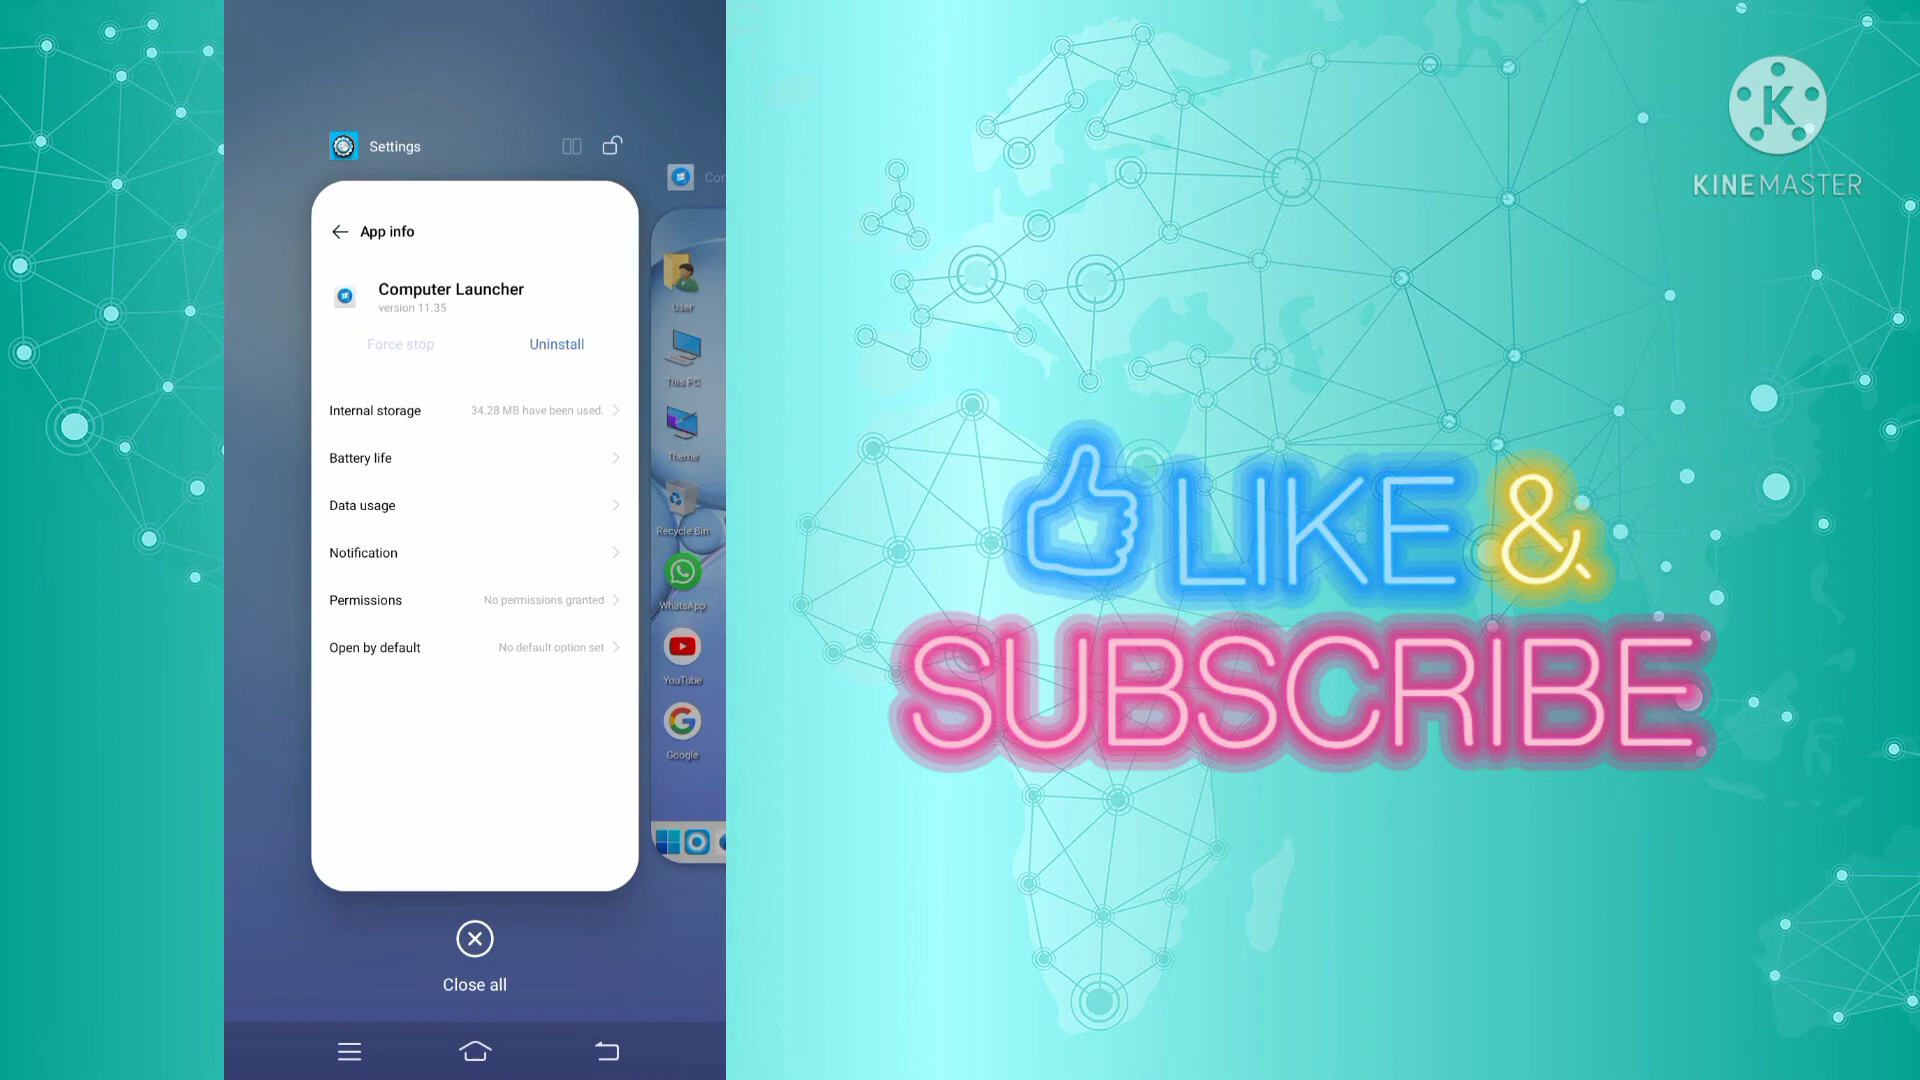 Settings
Con
App info
Computer Launcher
version 11.35
Force stop
Uninstall
Internal storage
34.28 MB have been used.
Battery life
Data usage
Notification
Permissions
No permissions granted
Open by default
No default option set
Close all
User
This PC
Theme
Recycle Bin
WhatsApp
YouTube
Google
K
KINEMASTER
LIKE &
SUBSCRIBE